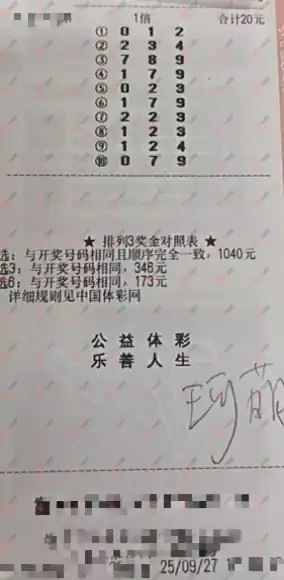 1倍 合计20元
① 0 1 2
② 2 3 4
③ 7 8 9
④ 1 7 9
⑤ 0 2 3
⑥ 1 7 9
⑦ 2 2 3
⑧ 1 2 3
⑨ 1 2 4
⑩ 0 7 9
★ 排列3奖金对照表 ★
选：与开奖号码相同且顺序完全一致，1040元
选3：与开奖号码相同，346元
选6：与开奖号码相同，173元
详细规则见中国体彩网
公益体彩
乐善人生
25/09/27